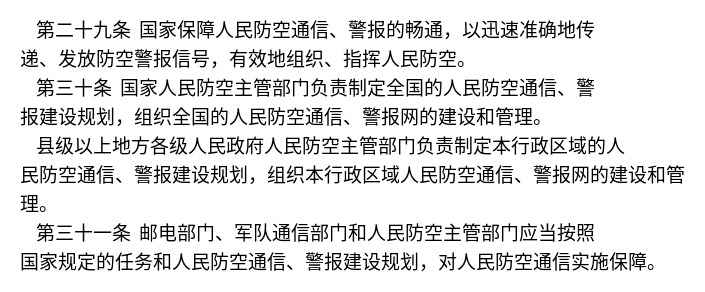 第二十九条 国家保障人民防空通信、警报的畅通，以迅速准确地传
递、发放防空警报信号，有效地组织、指挥人民防空。
第三十条 国家人民防空主管部门负责制定全国的人民防空通信、警
报建设规划，组织全国的人民防空通信、警报网的建设和管理。
县级以上地方各级人民政府人民防空主管部门负责制定本行政区域的人
民防空通信、警报建设规划，组织本行政区域人民防空通信、警报网的建设和管
理。
第三十一条 邮电部门、军队通信部门和人民防空主管部门应当按照
国家规定的任务和人民防空通信、警报建设规划，对人民防空通信实施保障。